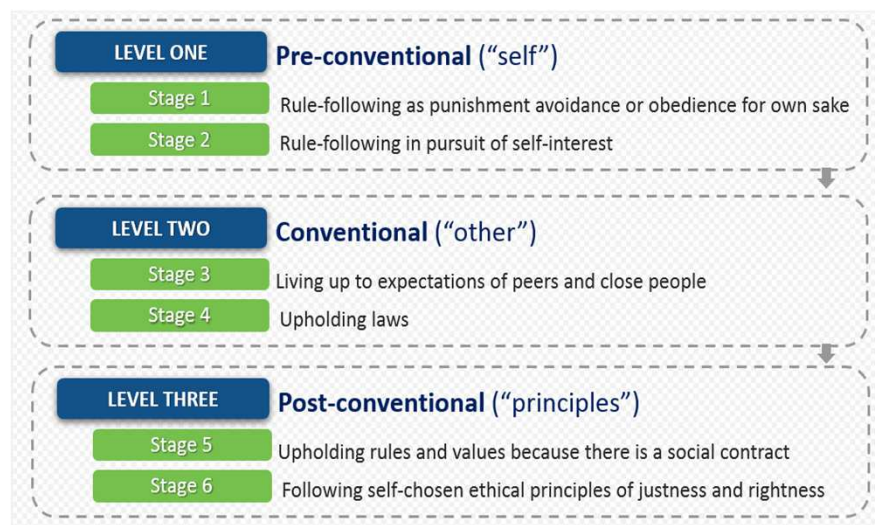 LEVEL ONE
Pre-conventional (“self”)
Stage 1
Rule-following as punishment avoidance or obedience for own sake
Stage 2
Rule-following in pursuit of self-interest
LEVEL TWO
Conventional (“other”)
Stage 3
Living up to expectations of peers and close people
Stage 4
Upholding laws
LEVEL THREE
Post-conventional (“principles”)
Stage 5
Upholding rules and values because there is a social contract
Stage 6
Following self-chosen ethical principles of justness and rightness